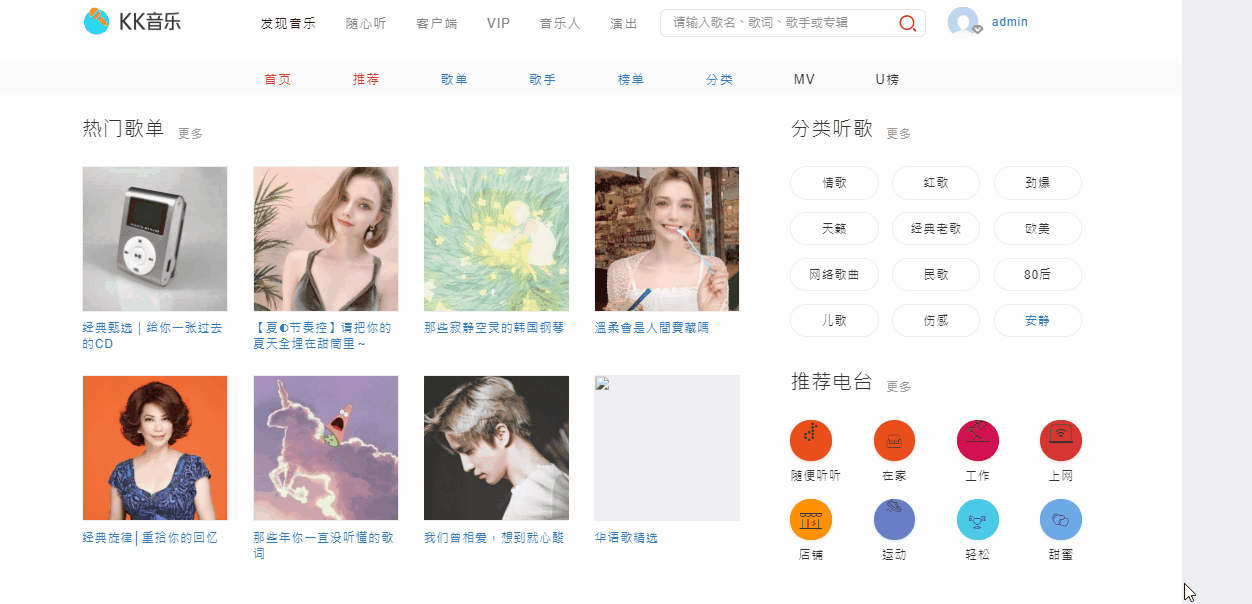 KK音乐
发现音乐 随心听 客户端 VIP 音乐人 演出 请输入歌名、歌词、歌手或专辑 admin
首页 推荐 歌单 歌手 榜单 分类 MV U榜
热门歌单 更多
经典甄选｜给你一张过去
的CD
【夏◐节奏控】请把你的
夏天全埋在甜筒里～
那些寂静空灵的韩国钢琴
溫柔會是人間寶藏嗎
经典旋律│重拾你的回忆
那些年你一直没听懂的歌
词
我们曾相爱，想到就心酸
华语歌精选
分类听歌 更多
情歌 红歌 劲爆
天籁 经典老歌 欧美
网络歌曲 民歌 80后
儿歌 伤感 安静
推荐电台 更多
随便听听 在家 工作 上网
店铺 运动 轻松 甜蜜